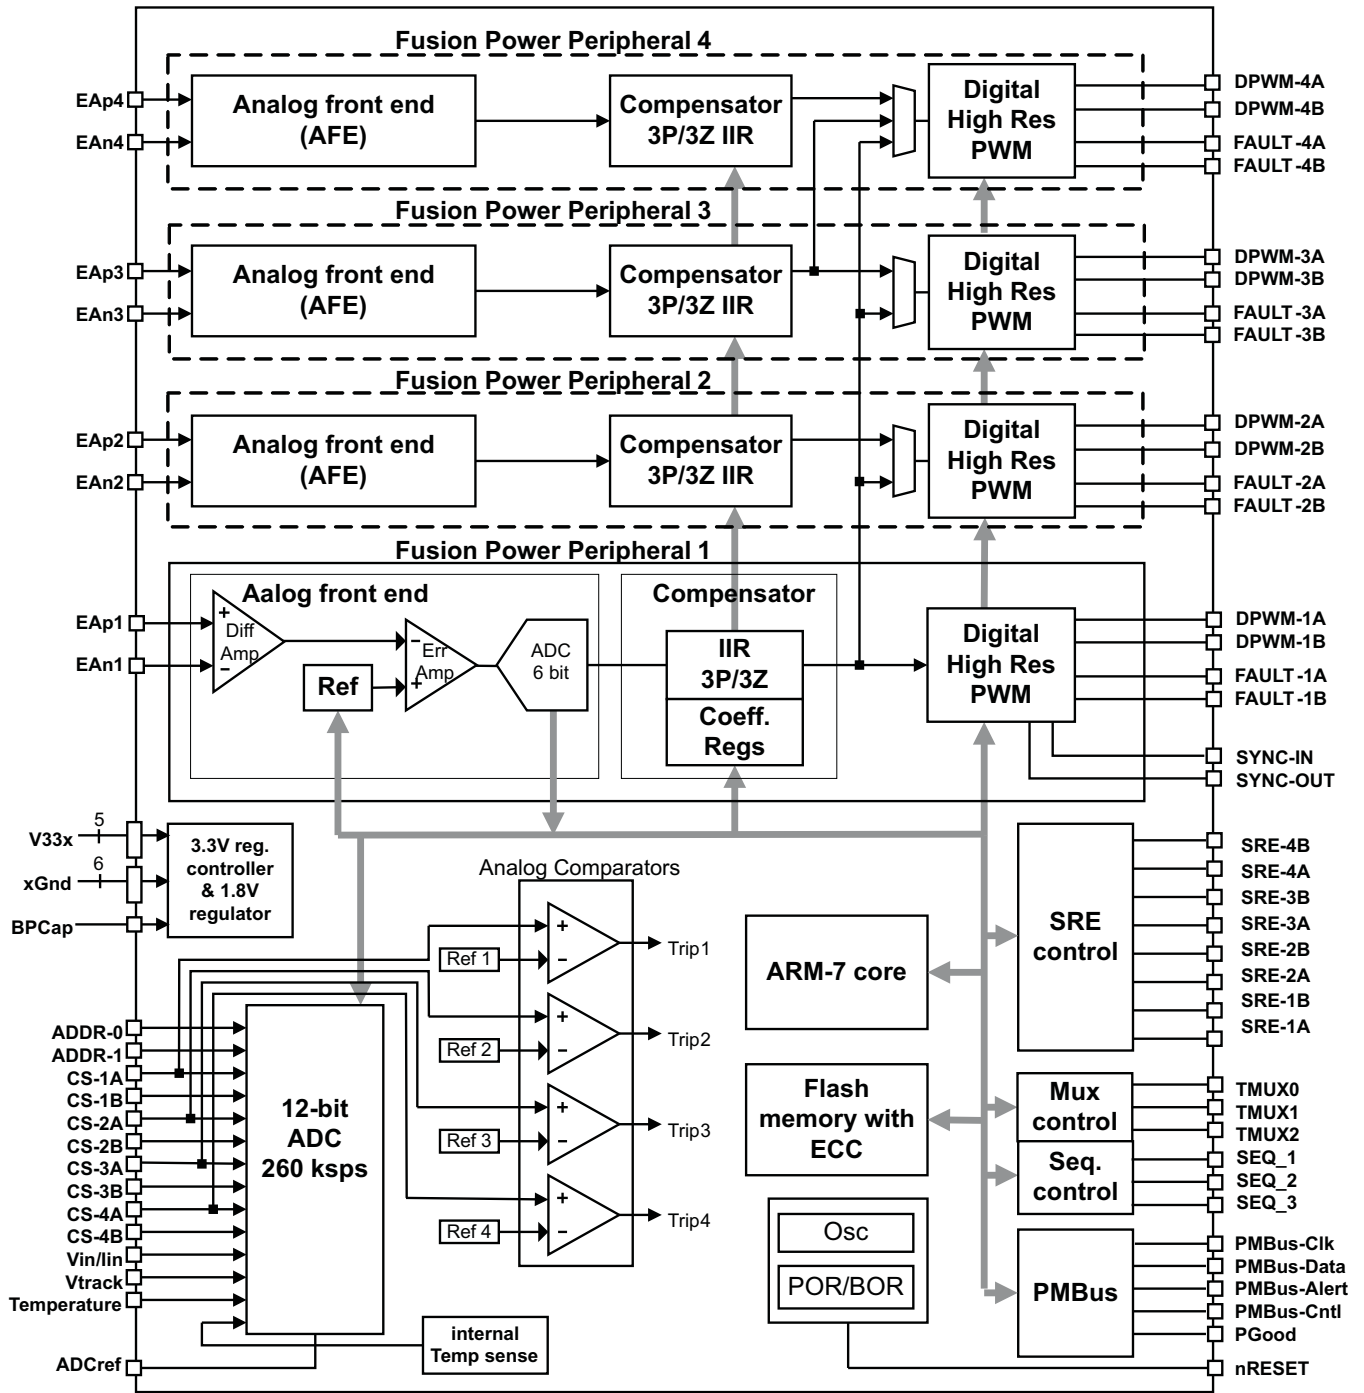 Fusion Power Peripheral 4
EAp4
EAn4
Analog front end
(AFE)
Compensator
3P/3Z IIR
Digital
High Res
PWM
DPWM-4A
DPWM-4B
FAULT-4A
FAULT-4B
Fusion Power Peripheral 3
EAp3
EAn3
Analog front end
(AFE)
Compensator
3P/3Z IIR
Digital
High Res
PWM
DPWM-3A
DPWM-3B
FAULT-3A
FAULT-3B
Fusion Power Peripheral 2
EAp2
EAn2
Analog front end
(AFE)
Compensator
3P/3Z IIR
Digital
High Res
PWM
DPWM-2A
DPWM-2B
FAULT-2A
FAULT-2B
Fusion Power Peripheral 1
EAp1
EAn1
Aalog front end
+
Diff
Amp
−
Ref
−
Err
Amp
+
ADC
6 bit
Compensator
IIR
3P/3Z
Coeff.
Regs
Digital
High Res
PWM
DPWM-1A
DPWM-1B
FAULT-1A
FAULT-1B
SYNC-IN
SYNC-OUT
V33x
5
xGnd
6
BPCap
3.3V reg.
controller
& 1.8V
regulator
Analog Comparators
Ref 1
+
−
Trip1
Ref 2
+
−
Trip2
Ref 3
+
−
Trip3
Ref 4
+
−
Trip4
ADDR-0
ADDR-1
CS-1A
CS-1B
CS-2A
CS-2B
CS-3A
CS-3B
CS-4A
CS-4B
Vin/Iin
Vtrack
Temperature
ADCref
12-bit
ADC
260 ksps
internal
Temp sense
ARM-7 core
Flash
memory with
ECC
Osc
POR/BOR
SRE
control
SRE-4B
SRE-4A
SRE-3B
SRE-3A
SRE-2B
SRE-2A
SRE-1B
SRE-1A
Mux
control
TMUX0
TMUX1
TMUX2
Seq.
control
SEQ_1
SEQ_2
SEQ_3
PMBus
PMBus-Clk
PMBus-Data
PMBus-Alert
PMBus-Cntl
PGood
nRESET